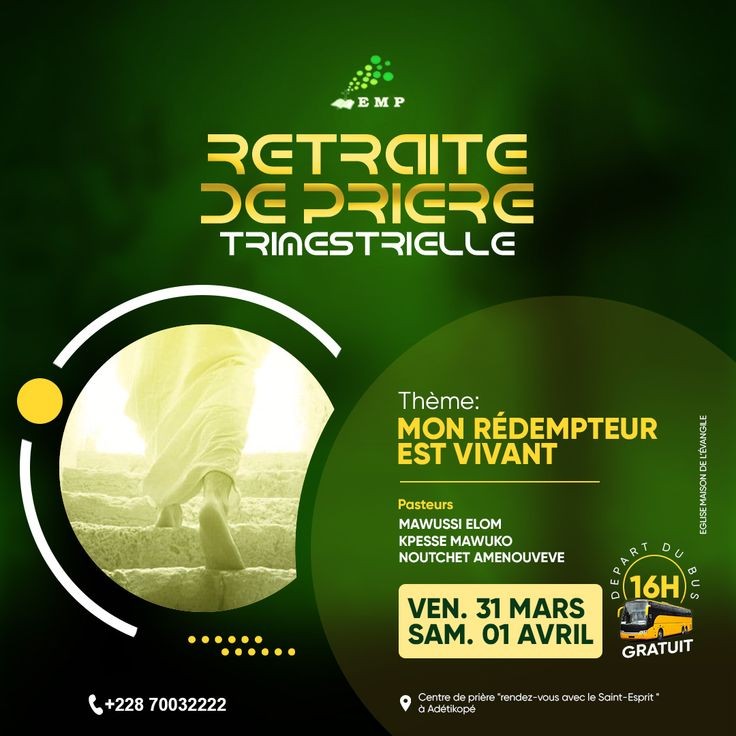 EMP
RETRAITE
DE PRIERE
TRIMESTRIELLE
Thème:
MON RÉDEMPTEUR
EST VIVANT
Pasteurs
MAWUSSI ELOM
KPESSE MAWUKO
NOUTCHET AMENOUVEVE
EGLISE MAISON DE L'ÉVANGILE
VEN. 31 MARS
SAM. 01 AVRIL
DEPART DU BUS
16H
GRATUIT
+228 70032222
Centre de prière "rendez-vous avec le Saint-Esprit "
à Adétikopé